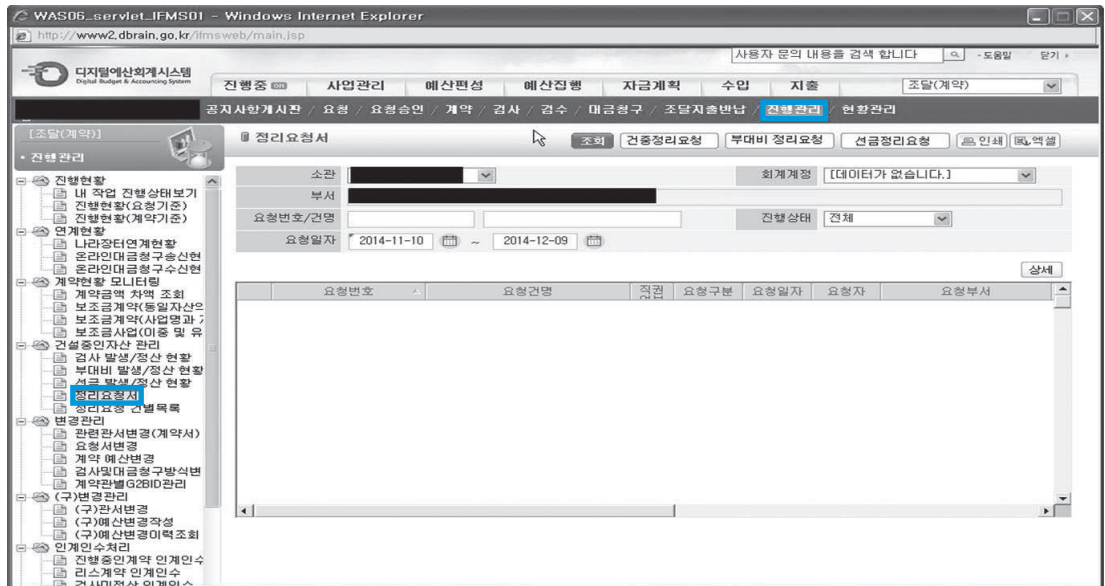 WAS06_servlet_IFMS01 - Windows Internet Explorer
http://www2.dbrain.go.kr/ifmsweb/main.jsp
사용자 문의 내용을 검색 합니다 - 도움말 닫기
디지털예산회계시스템
Digital Budget & Accounting System
진행중 사업관리 예산편성 예산집행 자금계획 수입 지출 조달(계약)
공지사항게시판 / 요청 / 요청승인 / 계약 / 검사 / 검수 / 대금청구 / 조달지출반납 / 진행관리 / 현황관리
[조달(계약)]
• 진행관리
정리요청서 조회 건중정리요청 부대비 정리요청 선금정리요청 인쇄 엑셀
소관 회계계정 [데이터가 없습니다.]
부서
요청번호/건명 진행상태 전체
요청일자 2014-11-10 ~ 2014-12-09
상세
요청번호 요청건명 직권 요청구분 요청일자 요청자 요청부서
진행현황
내 작업 진행상태보기
진행현황(요청기준)
진행현황(계약기준)
연계현황
나라장터연계현황
온라인대금청구송신현
온라인대금청구수신현
계약현황 모니터링
계약금액 차액 조회
보조금계약(동일자산으
보조금계약(사업명과
보조금사업(이중 및 유
건설중인자산 관리
검사 발생/정산 현황
부대비 발생/정산 현황
선금 발생/정산 현황
정리요청서
정리요청 건별목록
변경관리
관련관서변경(계약서)
요청서변경
계약 예산변경
검사및대금청구방식변
계약관별G2BID관리
(구)변경관리
(구)관서변경
(구)예산변경작성
(구)예산변경이력조회
인계인수처리
진행중인계약 인계인수
리스계약 인계인수
검사미정산 인계인수